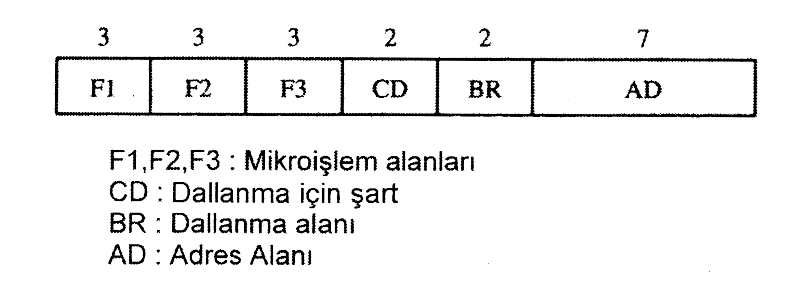 3 3 3 2 2 7
F1 F2 F3 CD BR AD
F1,F2,F3 : Mikroişlem alanları
CD : Dallanma için şart
BR : Dallanma alanı
AD : Adres Alanı